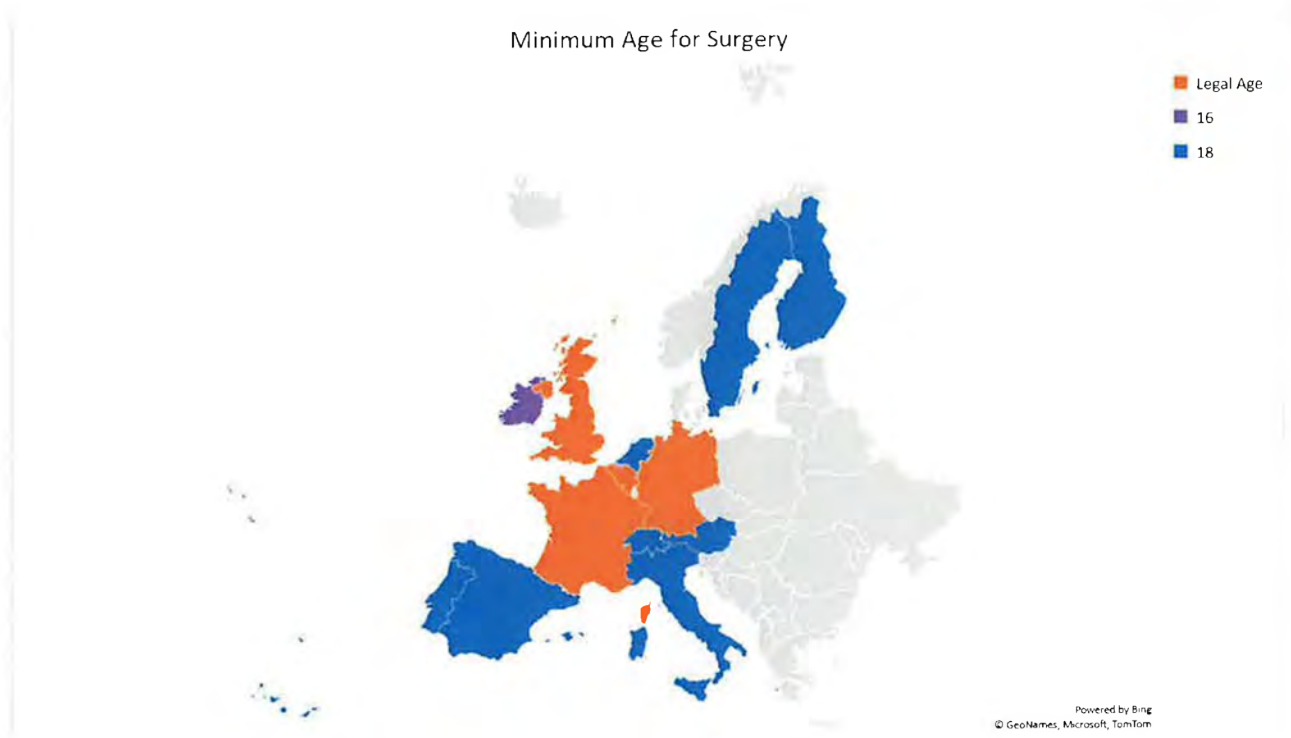 Minimum Age for Surgery
Legal Age
16
18
Powered by Bing
© GeoNames, Microsoft, TomTom